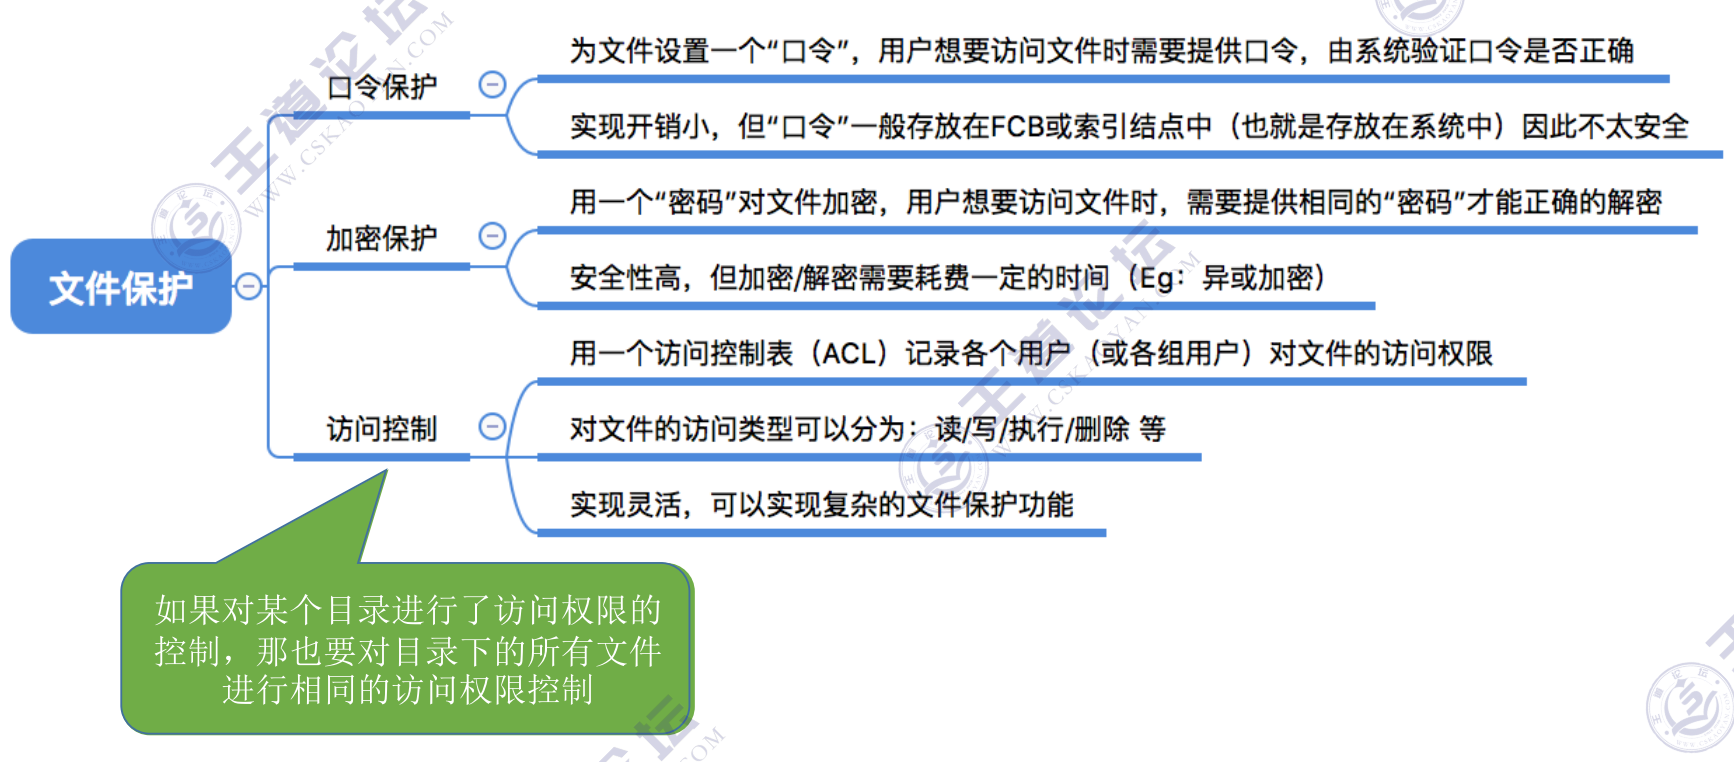 为文件设置一个“口令”，用户想要访问文件时需要提供口令，由系统验证口令是否正确
口令保护
实现开销小，但“口令”一般存放在FCB或索引结点中（也就是存放在系统中）因此不太安全
用一个“密码”对文件加密，用户想要访问文件时，需要提供相同的“密码”才能正确的解密
加密保护
安全性高，但加密/解密需要耗费一定的时间（Eg：异或加密）
文件保护
用一个访问控制表（ACL）记录各个用户（或各组用户）对文件的访问权限
访问控制
对文件的访问类型可以分为：读/写/执行/删除 等
实现灵活，可以实现复杂的文件保护功能
如果对某个目录进行了访问权限的
控制，那也要对目录下的所有文件
进行相同的访问权限控制
王道论坛
WWW.CSKAOYAN.COM
王道论坛
WWW.CSKAOYAN.COM